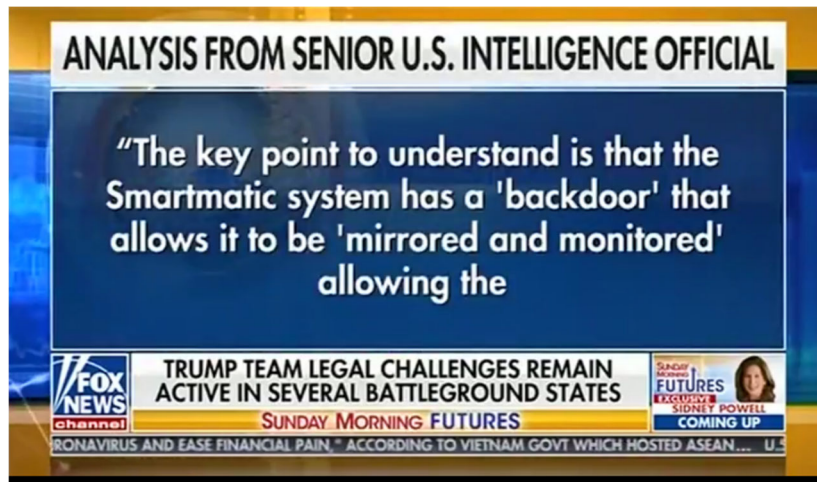 ANALYSIS FROM SENIOR U.S. INTELLIGENCE OFFICIAL
“The key point to understand is that the
Smartmatic system has a 'backdoor' that
allows it to be 'mirrored and monitored'
allowing the
FOX
NEWS
channel
TRUMP TEAM LEGAL CHALLENGES REMAIN
ACTIVE IN SEVERAL BATTLEGROUND STATES
SUNDAY MORNING FUTURES
SUNDAY
MORNING
FUTURES
EXCLUSIVE
SIDNEY POWELL
COMING UP
RONAVIRUS AND EASE FINANCIAL PAIN," ACCORDING TO VIETNAM GOVT WHICH HOSTED ASEAN... U.S